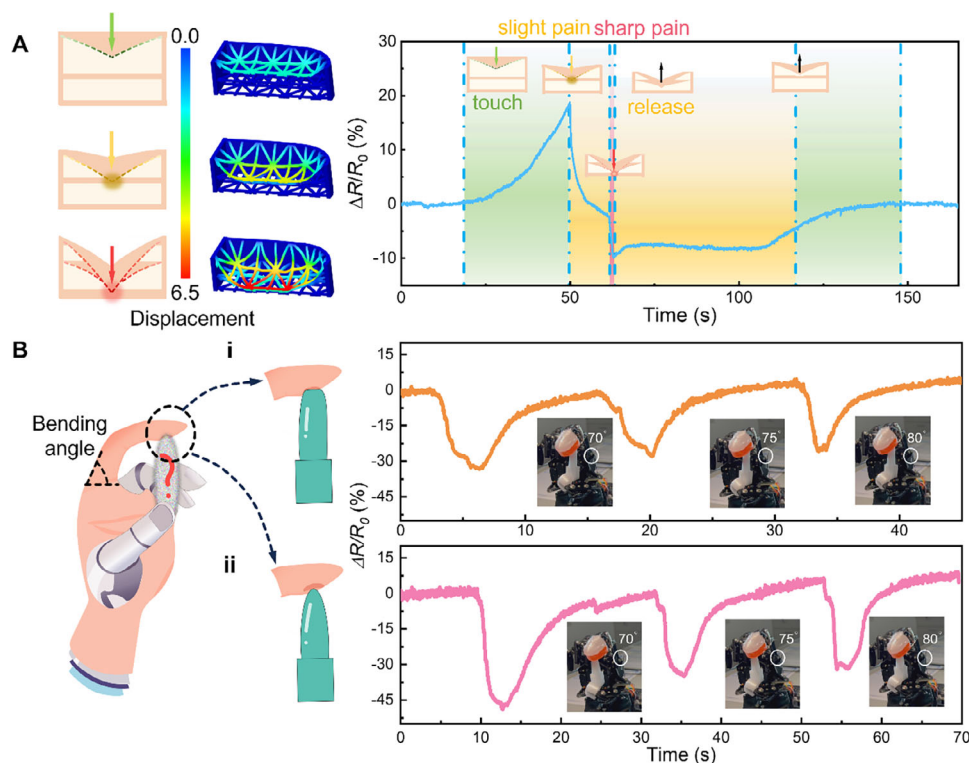 A
0.0
6.5
Displacement
slight pain sharp pain
touch
release
30
20
10
0
-10
ΔR/R0 (%)
0 50 100 150
Time (s)
B
Bending
angle
i
ii
15
0
-15
-30
-45
70°
75°
80°
0 10 20 30 40
ΔR/R0 (%)
15
0
-15
-30
-45
70°
75°
80°
0 10 20 30 40 50 60 70
Time (s)